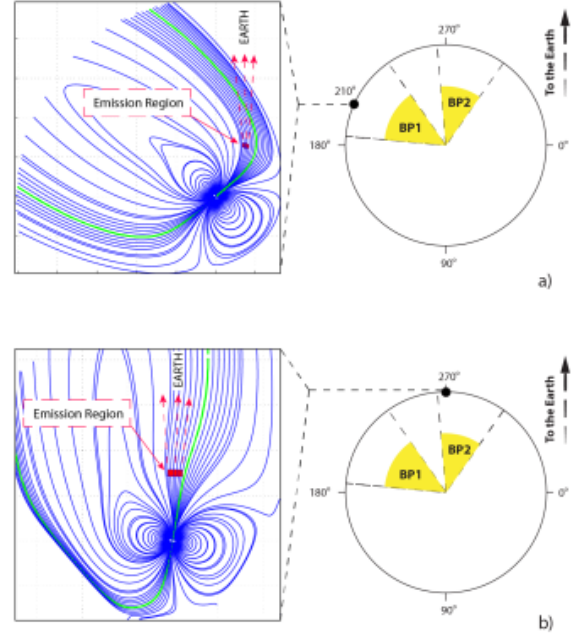 EARTH
Emission Region
270°
210°
BP1
BP2
180°
0°
90°
To the Earth
a)
EARTH
Emission Region
270°
BP1
BP2
180°
0°
90°
To the Earth
b)